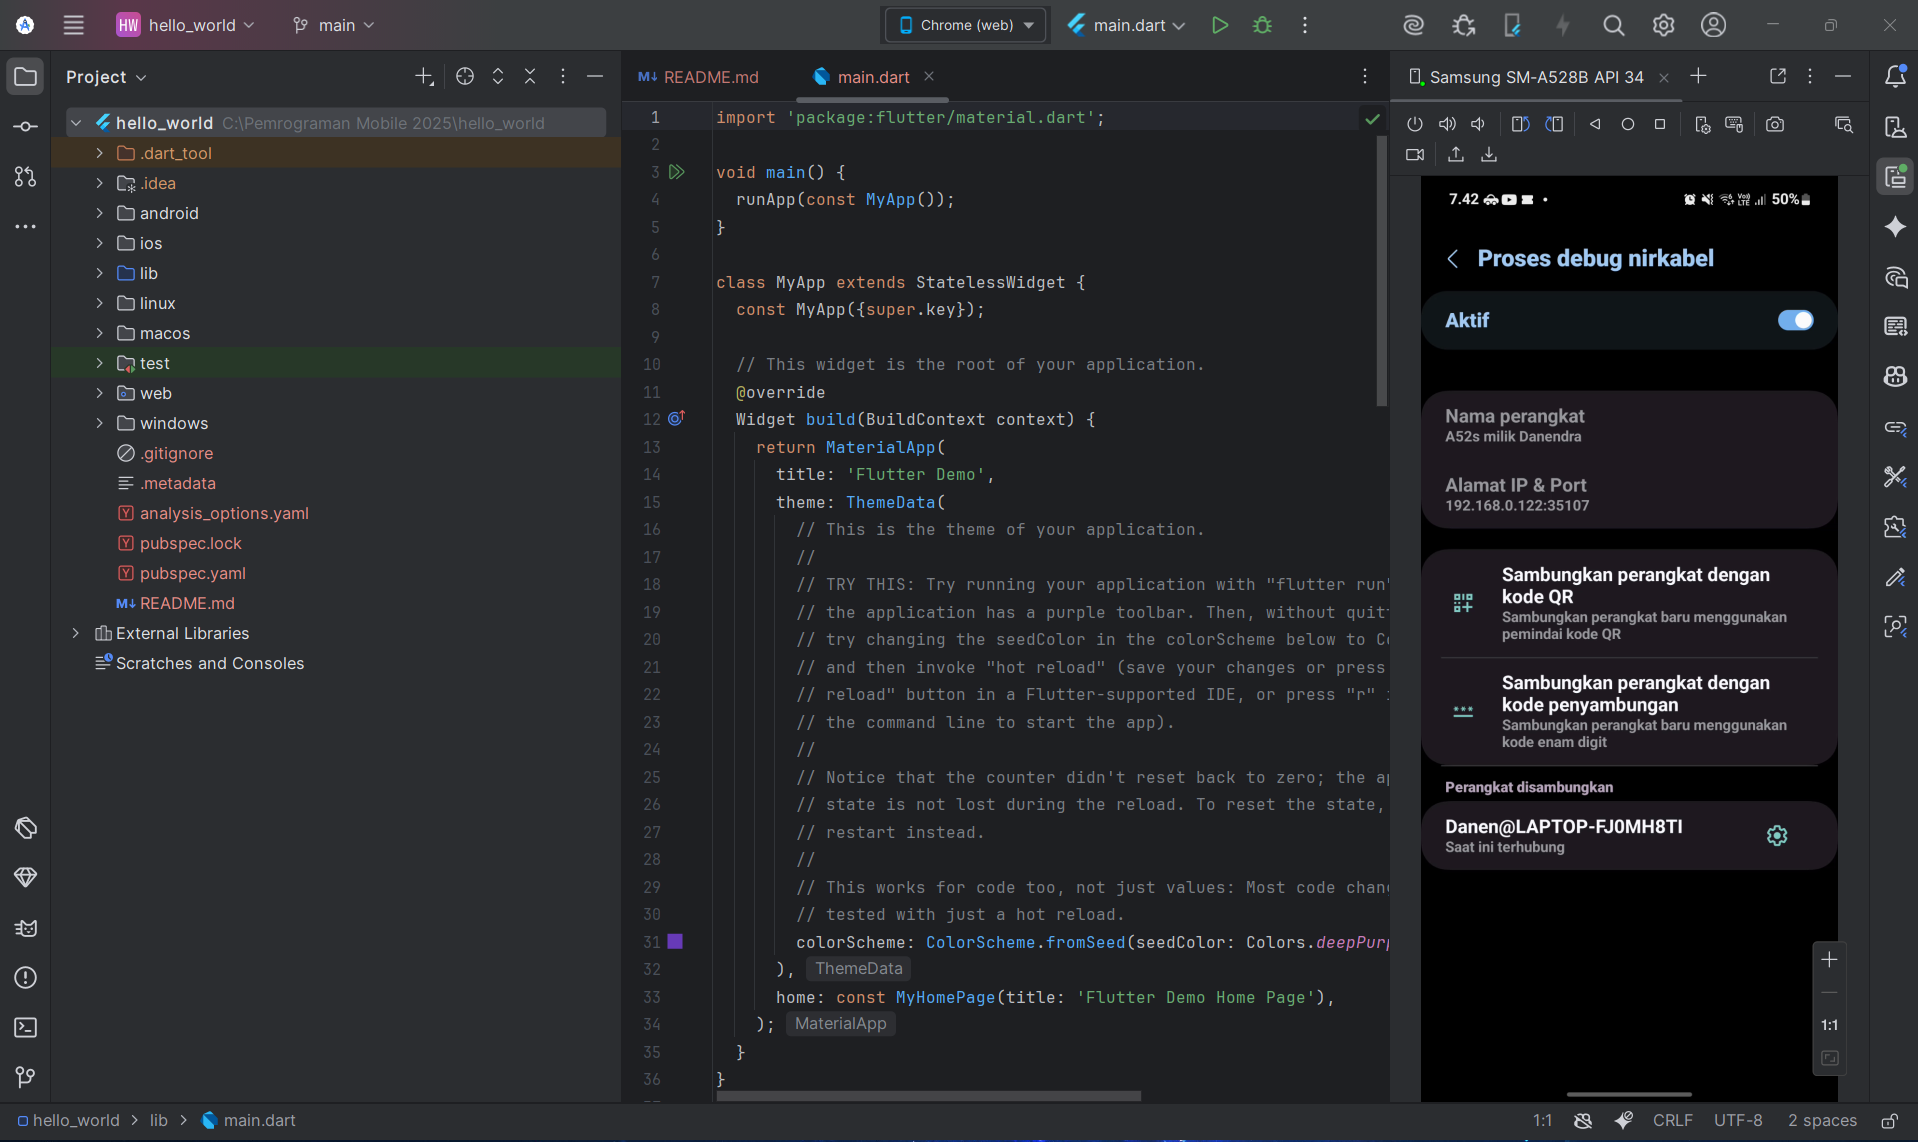 HW hello_world
main
Chrome (web)
main.dart
Project
hello_world C:\Pemrograman Mobile 2025\hello_world
.dart_tool
.idea
android
ios
lib
linux
macos
test
web
windows
.gitignore
.metadata
analysis_options.yaml
pubspec.lock
pubspec.yaml
README.md
External Libraries
Scratches and Consoles
README.md
main.dart
1 import 'package:flutter/material.dart';
2
3 void main() {
4 runApp(const MyApp());
5 }
6
7 class MyApp extends StatelessWidget {
8 const MyApp({super.key});
9
10 // This widget is the root of your application.
11 @override
12 Widget build(BuildContext context) {
13 return MaterialApp(
14 title: 'Flutter Demo',
15 theme: ThemeData(
16 // This is the theme of your application.
17 //
18 // TRY THIS: Try running your application with "flutter run"
19 // the application has a purple toolbar. Then, without quit
20 // try changing the seedColor in the colorScheme below to
21 // and then invoke "hot reload" (save your changes or press
22 // reload" button in a Flutter-supported IDE, or press "r"
23 // the command line to start the app).
24 //
25 // Notice that the counter didn't reset back to zero; the
26 // state is not lost during the reload. To reset the state,
27 // restart instead.
28 //
29 // This works for code too, not just values: Most code
30 // tested with just a hot reload.
31 colorScheme: ColorScheme.fromSeed(seedColor: Colors.deepPur
32 ), ThemeData
33 home: const MyHomePage(title: 'Flutter Demo Home Page'),
34 ); MaterialApp
35 }
36 }
Samsung SM-A528B API 34
7.42
50%
Proses debug nirkabel
Aktif
Nama perangkat
A52s milik Danendra
Alamat IP & Port
192.168.0.122:35107
Sambungkan perangkat dengan
kode QR
Sambungkan perangkat baru menggunakan
pemindai kode QR
Sambungkan perangkat dengan
kode penyambungan
Sambungkan perangkat baru menggunakan
kode enam digit
Perangkat disambungkan
Danen@LAPTOP-FJ0MH8TI
Saat ini terhubung
1:1
hello_world > lib > main.dart
1:1 CRLF UTF-8 2 spaces